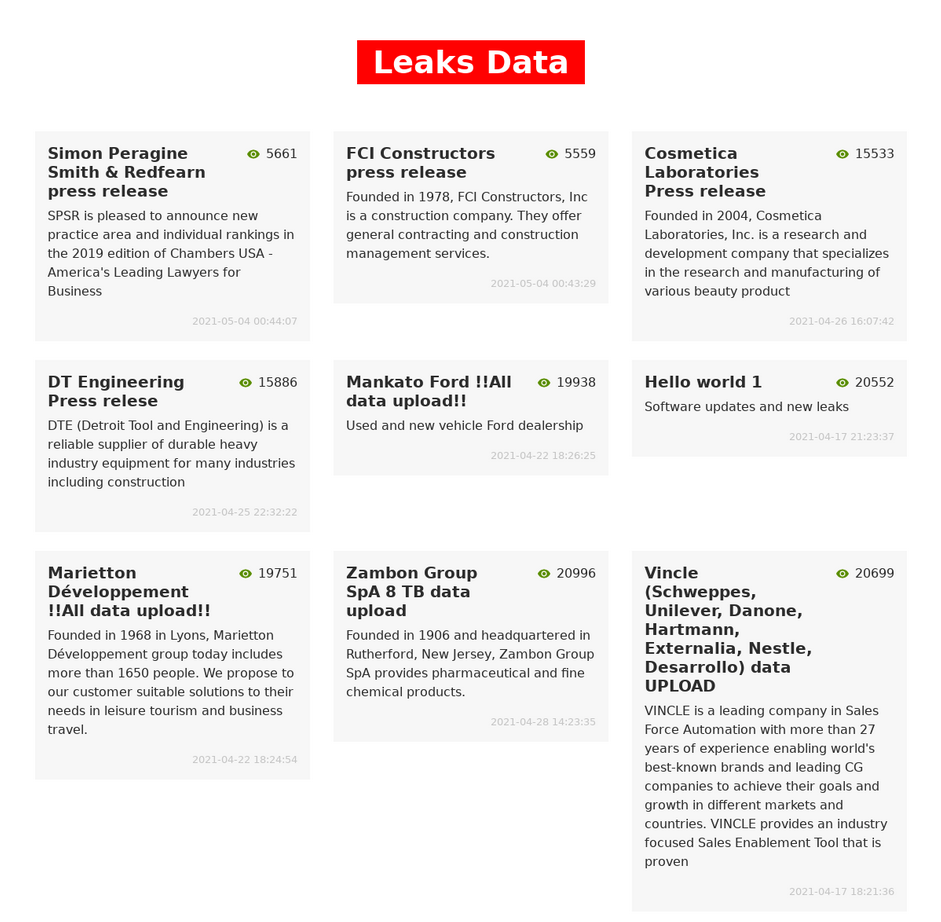 Leaks Data
Simon Peragine
Smith & Redfearn
press release
5661
SPSR is pleased to announce new
practice area and individual rankings in
the 2019 edition of Chambers USA -
America's Leading Lawyers for
Business
2021-05-04 00:44:07
FCI Constructors
press release
5559
Founded in 1978, FCI Constructors, Inc
is a construction company. They offer
general contracting and construction
management services.
2021-05-04 00:43:29
Cosmetica
Laboratories
Press release
15533
Founded in 2004, Cosmetica
Laboratories, Inc. is a research and
development company that specializes
in the research and manufacturing of
various beauty product
2021-04-26 16:07:42
DT Engineering
Press relese
15886
DTE (Detroit Tool and Engineering) is a
reliable supplier of durable heavy
industry equipment for many industries
including construction
2021-04-25 22:32:22
Mankato Ford !!All
data upload!!
19938
Used and new vehicle Ford dealership
2021-04-22 18:26:25
Hello world 1
20552
Software updates and new leaks
2021-04-17 21:23:37
Marietton
Développement
!!All data upload!!
19751
Founded in 1968 in Lyons, Marietton
Développement group today includes
more than 1650 people. We propose to
our customer suitable solutions to their
needs in leisure tourism and business
travel.
2021-04-22 18:24:54
Zambon Group
SpA 8 TB data
upload
20996
Founded in 1906 and headquartered in
Rutherford, New Jersey, Zambon Group
SpA provides pharmaceutical and fine
chemical products.
2021-04-28 14:23:35
Vincle
(Schweppes,
Unilever, Danone,
Hartmann,
Externalia, Nestle,
Desarrollo) data
UPLOAD
20699
VINCLE is a leading company in Sales
Force Automation with more than 27
years of experience enabling world's
best-known brands and leading CG
companies to achieve their goals and
growth in different markets and
countries. VINCLE provides an industry
focused Sales Enablement Tool that is
proven
2021-04-17 18:21:36